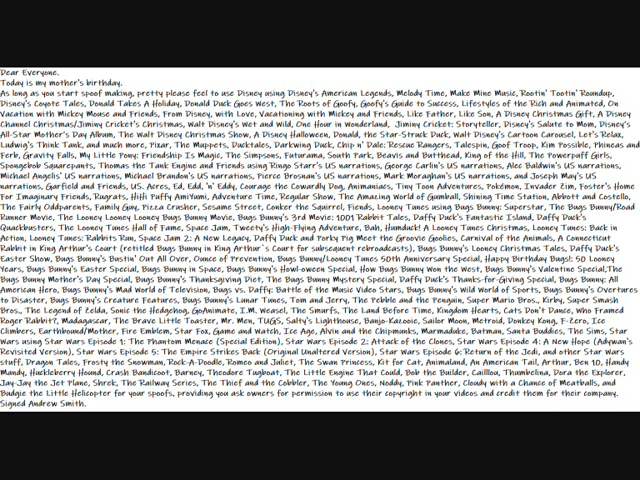 Dear Everyone.
Today is my mother's birthday.
As long as you start spoof making, pretty please feel to use Disney using Disney's American Legends, Melody Time, Make Mine Music, Rootin' Tootin' Roundup,
Disney's Coyote Tales, Donald Takes A Holiday, Donald Duck Goes West, The Roots of Goofy, Goofy's Guide to Success, Lifestyles of the Rich and Animated, On
Vacation with Mickey Mouse and Friends, From Disney, with Love, Vacationing with Mickey and Friends, Like Father, Like Son, A Disney Christmas Gift, A Disney
Channel Christmas/Jiminy Cricket's Christmas, Walt Disney's Wet and Wild, One Hour in Wonderland, Jiminy Cricket: Storyteller, Disney's Salute to Mom, Disney's
All-Star Mother's Day Album, The Walt Disney Christmas Show, A Disney Halloween, Donald, the Star-Struck Duck, Walt Disney's Cartoon Carousel, Let's Relax,
Ludwig's Think Tank, and much more, Pixar, The Muppets, Ducktales, Darkwing Duck, Chip n' Dale: Rescue Rangers, Talespin, Goof Troop, Kim Possible, Phineas and
Ferb, Gravity Falls, My Little Pony: Friendship Is Magic, The Simpsons, Futurama, South Park, Beavis and Butthead, King of the Hill, The Powerpuff Girls,
Spongebob Squarepants, Thomas the Tank Engine and Friends using Ringo Starr's US narrations, George Carlin's US narrations, Alec Baldwin's US narrations,
Michael Angelis' UK narrations, Michael Brandon's US narrations, Pierce Brosnan's US narrations, Mark Moraghan's US narrations, and Joseph May's US
narrations, Garfield and Friends, US. Acres, Ed, Edd, 'n' Eddy, Courage the Cowardly Dog, Animaniacs, Tiny Toon Adventures, Pokémon, Invader Zim, Foster's Home
For Imaginary Friends, Rugrats, HiHi Puffy AmiYumi, Adventure Time, Regular Show, The Amazing World of Gumball, Shining Time Station, Abbott and Costello,
The Fairly Oddparents, Family Guy, Pizza Crusher, Sesame Street, Conker the Squirrel, Fiends, Looney Tunes using Bugs Bunny: Superstar, The Bugs Bunny/Road
Runner Movie, The Looney Looney Looney Bugs Bunny Movie, Bugs Bunny's 3rd Movie: 1001 Rabbit Tales, Daffy Duck's Fantastic Island, Daffy Duck's
Quackbusters, The Looney Tunes Hall of Fame, Space Jam, Tweety's High-Flying Adventure, Bah, Humduck! A Looney Tunes Christmas, Looney Tunes: Back in
Action, Looney Tunes: Rabbits Run, Space Jam 2: A New Legacy, Daffy Duck and Porky Pig Meet the Groovie Goolies, Carnival of the Animals, A Connecticut
Rabbit in King Arthur's Court (retitled Bugs Bunny in King Arthur's Court for subsequent rebroadcasts), Bugs Bunny's Looney Christmas Tales, Daffy Duck's
Easter Show, Bugs Bunny's Bustin' Out All Over, Ounce of Prevention, Bugs Bunny/Looney Tunes 50th Anniversary Special, Happy Birthday Bugs!: 50 Looney
Years, Bugs Bunny's Easter Special, Bugs Bunny in Space, Bugs Bunny's Howl-oween Special, How Bugs Bunny Won the West, Bugs Bunny's Valentine Special,The
Bugs Bunny Mother's Day Special, Bugs Bunny's Thanksgiving Diet, The Bugs Bunny Mystery Special, Daffy Duck's Thanks-for-Giving Special, Bugs Bunny: All
American Hero, Bugs Bunny's Mad World of Television, Bugs vs. Daffy: Battle of the Music Video Stars, Bugs Bunny's Wild World of Sports, Bugs Bunny's Overtures
to Disaster, Bugs Bunny's Creature Features, Bugs Bunny's Lunar Tunes, Tom and Jerry, The Pebble and the Penguin, Super Mario Bros., Kirby, Super Smash
Bros., The Legend of Zelda, Sonic the Hedgehog, GoAnimate, I.M. Weasel, The Smurfs, The Land Before Time, Kingdom Hearts, Cats Don't Dance, Who Framed
Roger Rabbit?, Madagascar, The Brave Little Toaster, Mr. Men, TUGS, Salty's Lighthouse, Banjo-Kazooie, Sailor Moon, Metroid, Donkey Kong, F-Zero, Ice
Climbers, Earthbound/Mother, Fire Emblem, Star Fox, Game and Watch, Ice Age, Alvin and the Chipmunks, Marmaduke, Batman, Santa Buddies, The Sims, Star
Wars using Star Wars Episode 1: The Phantom Menace (Special Edition), Star Wars Episode 2: Attack of the Clones, Star Wars Episode 4: A New Hope (Adywan's
Revisited Version), Star Wars Episode 5: The Empire Strikes Back (Original Unaltered Version), Star Wars Episode 6: Return of the Jedi, and other Star Wars
stuff, Dragon Tales, Frosty the Snowman, Rock-A-Doodle, Romeo and Juliet, The Swan Princess, Kit for Cat, Animaland, An American Tail, Arthur, Ben 10, Handy
Mandy, Huckleberry Hound, Crash Bandicoot, Barney, Theodore Tugboat, The Little Engine That Could, Bob the Builder, Caillou, Thumbelina, Dora the Explorer,
Jay-Jay the Jet Plane, Shrek, The Railway Series, The Thief and the Cobbler, The Young Ones, Noddy, Pink Panther, Cloudy with a Chance of Meatballs, and
Budgie the Little Helicopter for your spoofs, providing you ask owners for permission to use their copyright in your videos and credit them for their company.
Signed Andrew Smith.